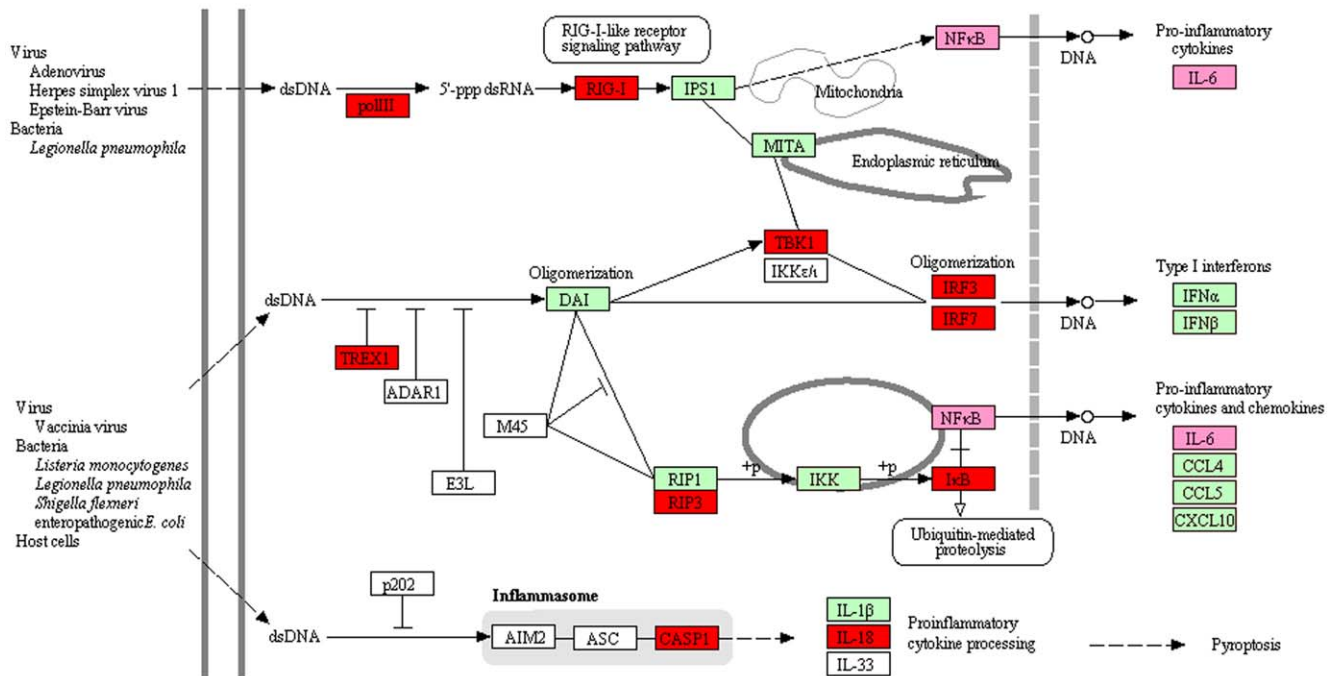 RIG-I-like receptor
signaling pathway
NFκB
DNA
Pro-inflammatory
cytokines
IL-6
Virus
Adenovirus
Herpes simplex virus 1
Epstein-Barr virus
Bacteria
Legionella pneumophila
dsDNA
polIII
5'-ppp dsRNA
RIG-I
IPS1
Mitochondria
MITA
Endoplasmic reticulum
TBK1
IKKε/ι
Oligomerization
DAI
Oligomerization
IRF3
IRF7
DNA
Type I interferons
IFNα
IFNβ
dsDNA
TREX1
ADAR1
E3L
M45
Virus
Vaccinia virus
Bacteria
Listeria monocytogenes
Legionella pneumophila
Shigella flexneri
enteropathogenic E. coli
Host cells
RIP1
RIP3
+p
IKK
+p
NFκB
IκB
DNA
Ubiquitin-mediated
proteolysis
Pro-inflammatory
cytokines and chemokines
IL-6
CCL4
CCL5
CXCL10
p202
dsDNA
Inflammasome
AIM2
ASC
CASP1
IL-1β
IL-18
IL-33
Proinflammatory
cytokine processing
Pyroptosis